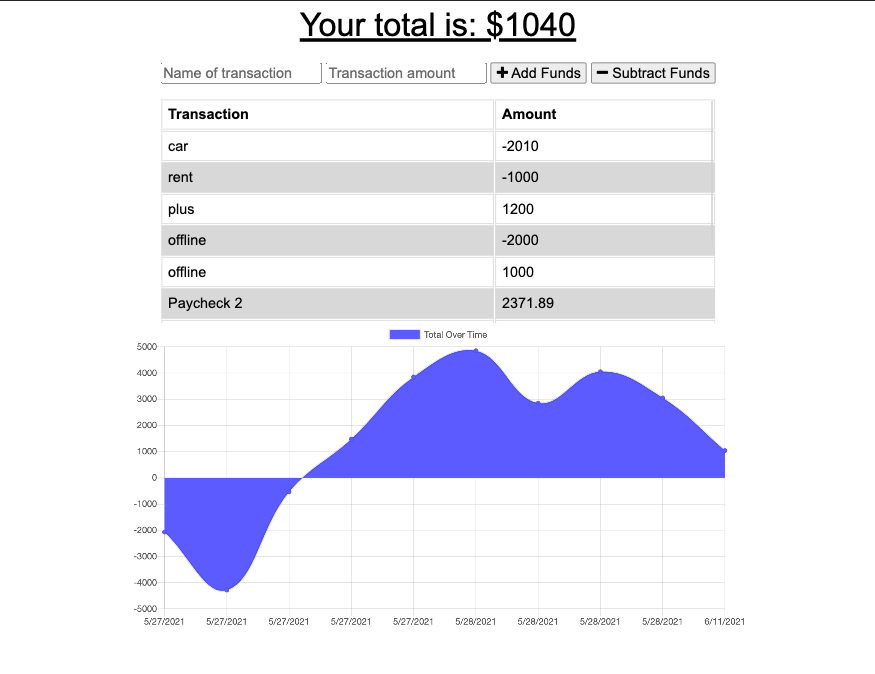 Your total is: $1040
Name of transaction Transaction amount Add Funds Subtract Funds
Transaction Amount
car -2010
rent -1000
plus 1200
offline -2000
offline 1000
Paycheck 2 2371.89
Total Over Time
5000
4000
3000
2000
1000
0
-1000
-2000
-3000
-4000
-5000
5/27/2021 5/27/2021 5/27/2021 5/27/2021 5/27/2021 5/28/2021 5/28/2021 5/28/2021 5/28/2021 6/11/2021